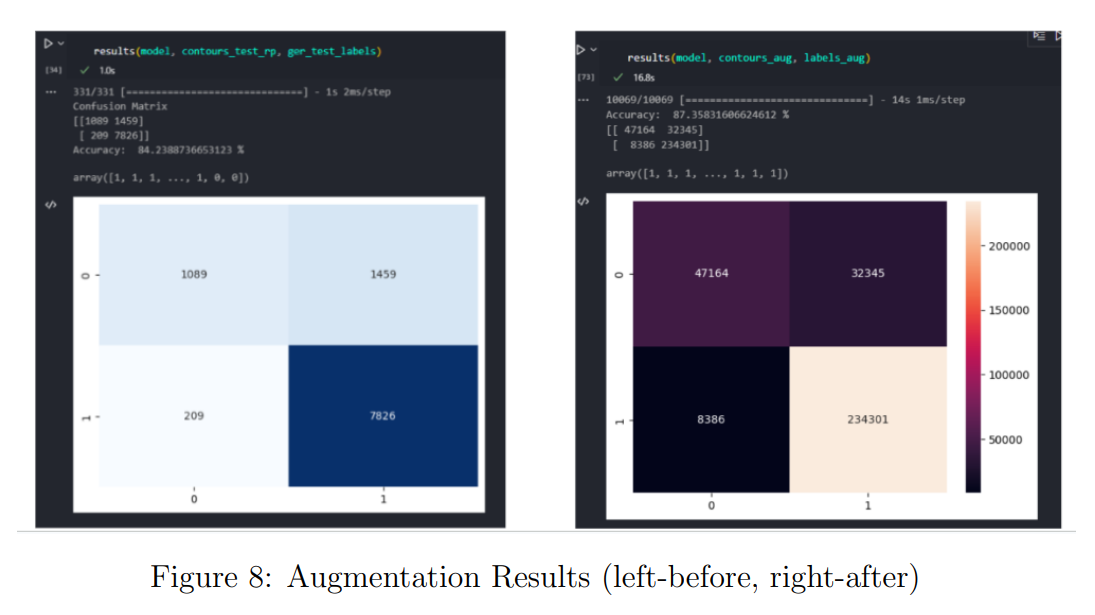 results(model, contours_test_rp, ger_test_labels)
[34] ✓ 1.0s
331/331 [==============================] - 1s 2ms/step
Confusion Matrix
[[1089 1459]
[ 209 7826]]
Accuracy: 84.2388736653123 %
array([1, 1, 1, ..., 1, 0, 0])
0 1089 1459
1 209 7826
0 1
results(model, contours_aug, labels_aug)
[73] ✓ 16.8s
10069/10069 [==============================] - 14s 1ms/step
Accuracy: 87.35831606624612 %
[[ 47164 32345]
[ 8386 234301]]
array([1, 1, 1, ..., 1, 1, 1])
0 47164 32345
1 8386 234301
0 1
200000
150000
100000
50000
Figure 8: Augmentation Results (left-before, right-after)